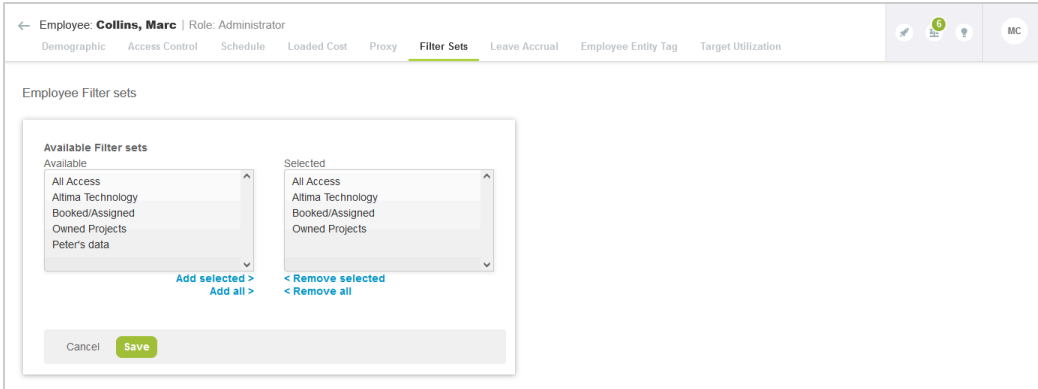 ← Employee: Collins, Marc | Role: Administrator
6
MC
Demographic Access Control Schedule Loaded Cost Proxy Filter Sets Leave Accrual Employee Entity Tag Target Utilization
Employee Filter sets
Available Filter sets
Available Selected
All Access All Access
Altima Technology Altima Technology
Booked/Assigned Booked/Assigned
Owned Projects Owned Projects
Peter's data
Add selected > < Remove selected
Add all > < Remove all
Cancel Save